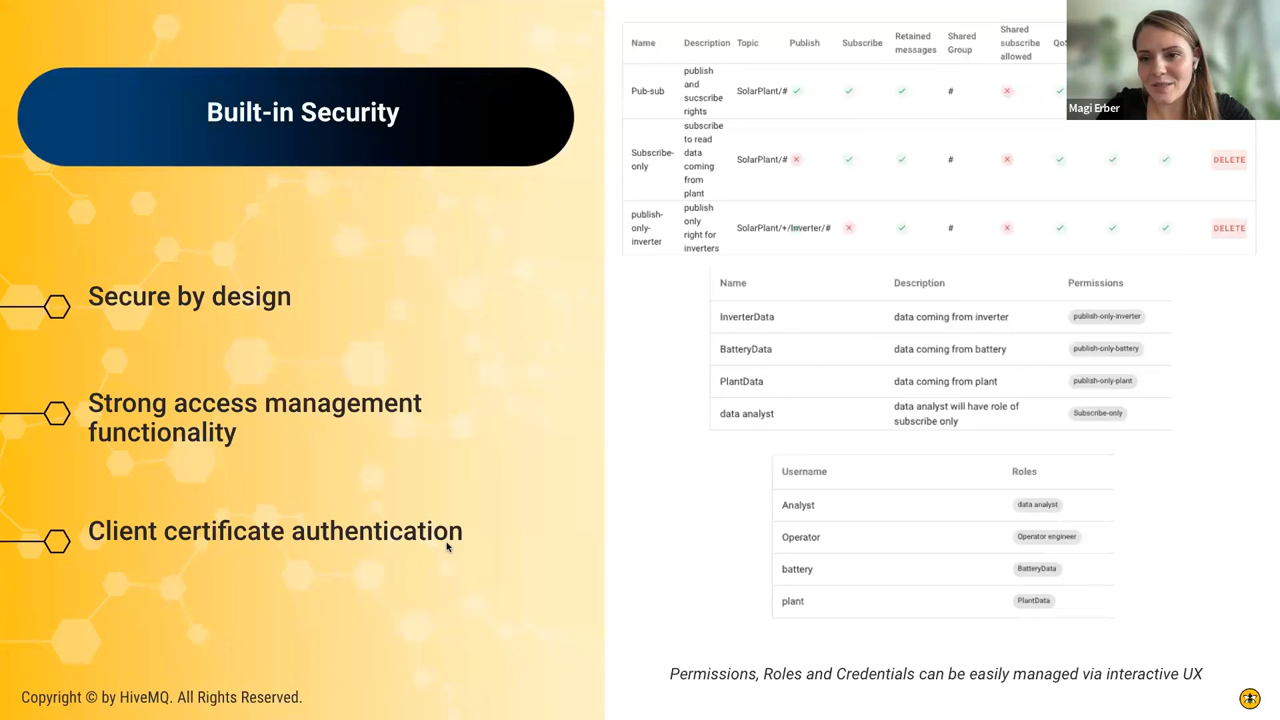 Built-in Security
Secure by design
Strong access management
functionality
Client certificate authentication
Copyright © by HiveMQ. All Rights Reserved.
Name Description Topic Publish Subscribe Retained messages Shared Group Shared subscribe allowed
Pub-sub publish and sucscribe rights SolarPlant/# #
Subscribe-only subscribe to read data coming from plant SolarPlant/# # DELETE
publish-only-inverter publish only right for inverters SolarPlant/+/Inverter/# # DELETE
Name Description Permissions
InverterData data coming from inverter publish-only-inverter
BatteryData data coming from battery publish-only-battery
PlantData data coming from plant publish-only-plant
data analyst data analyst will have role of subscribe only Subscribe-only
Username Roles
Analyst data analyst
Operator Operator engineer
battery BatteryData
plant PlantData
Permissions, Roles and Credentials can be easily managed via interactive UX
Magi Erber